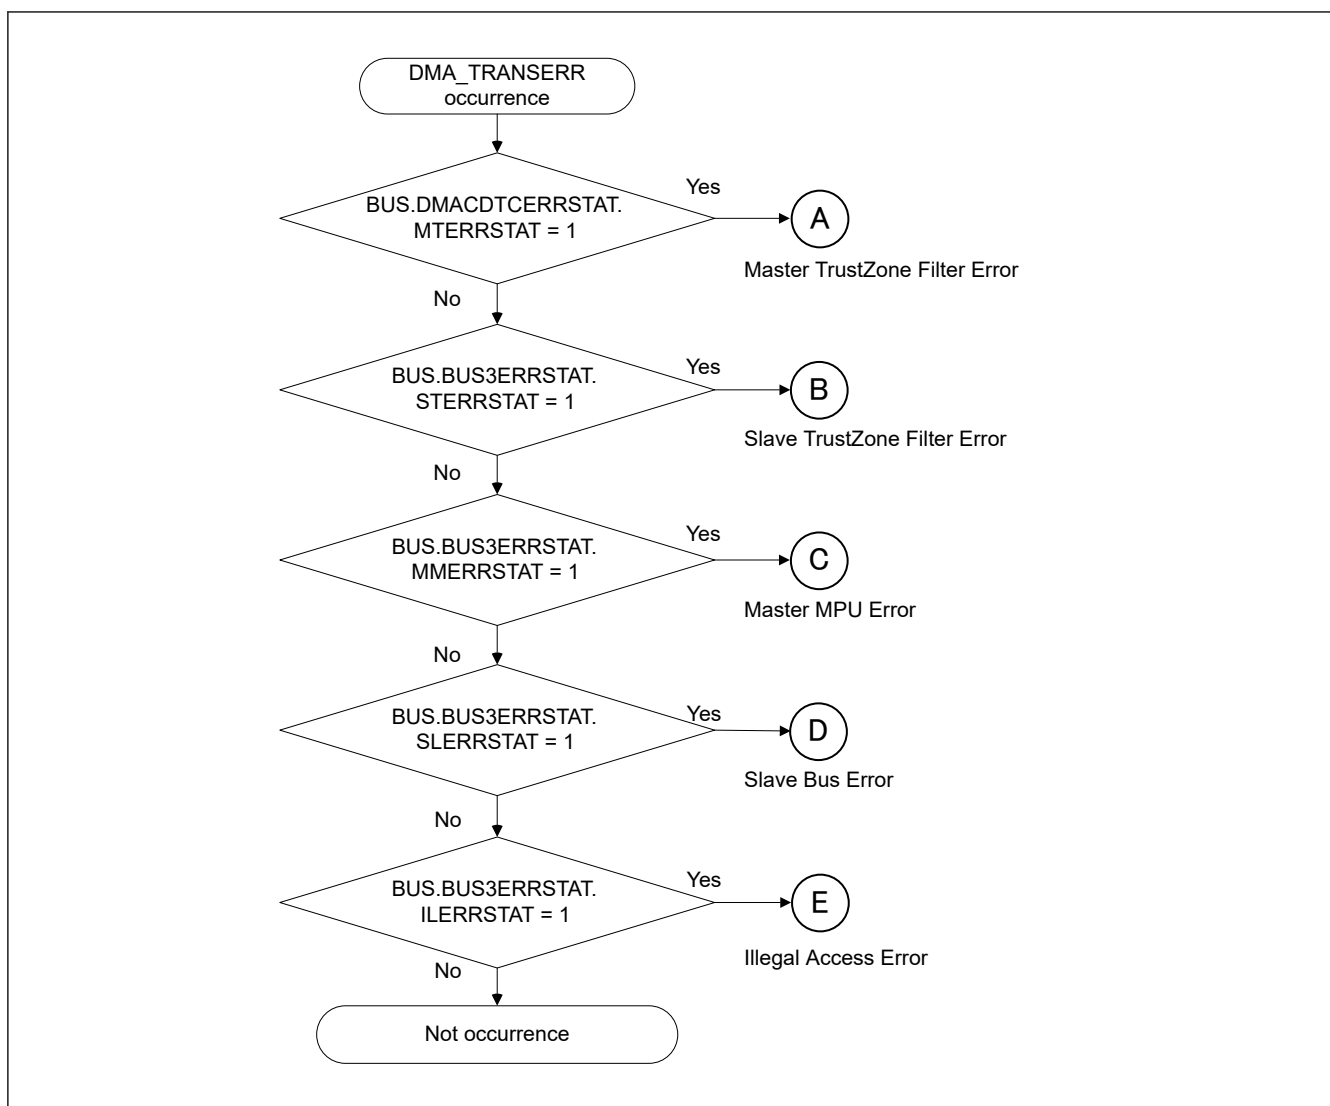 DMA_TRANSERR
occurrence
BUS.DMACDTCERRSTAT.
MTERRSTAT = 1
Yes
A
Master TrustZone Filter Error
No
BUS.BUS3ERRSTAT.
STERRSTAT = 1
Yes
B
Slave TrustZone Filter Error
No
BUS.BUS3ERRSTAT.
MMERRSTAT = 1
Yes
C
Master MPU Error
No
BUS.BUS3ERRSTAT.
SLERRSTAT = 1
Yes
D
Slave Bus Error
No
BUS.BUS3ERRSTAT.
ILERRSTAT = 1
Yes
E
Illegal Access Error
No
Not occurrence